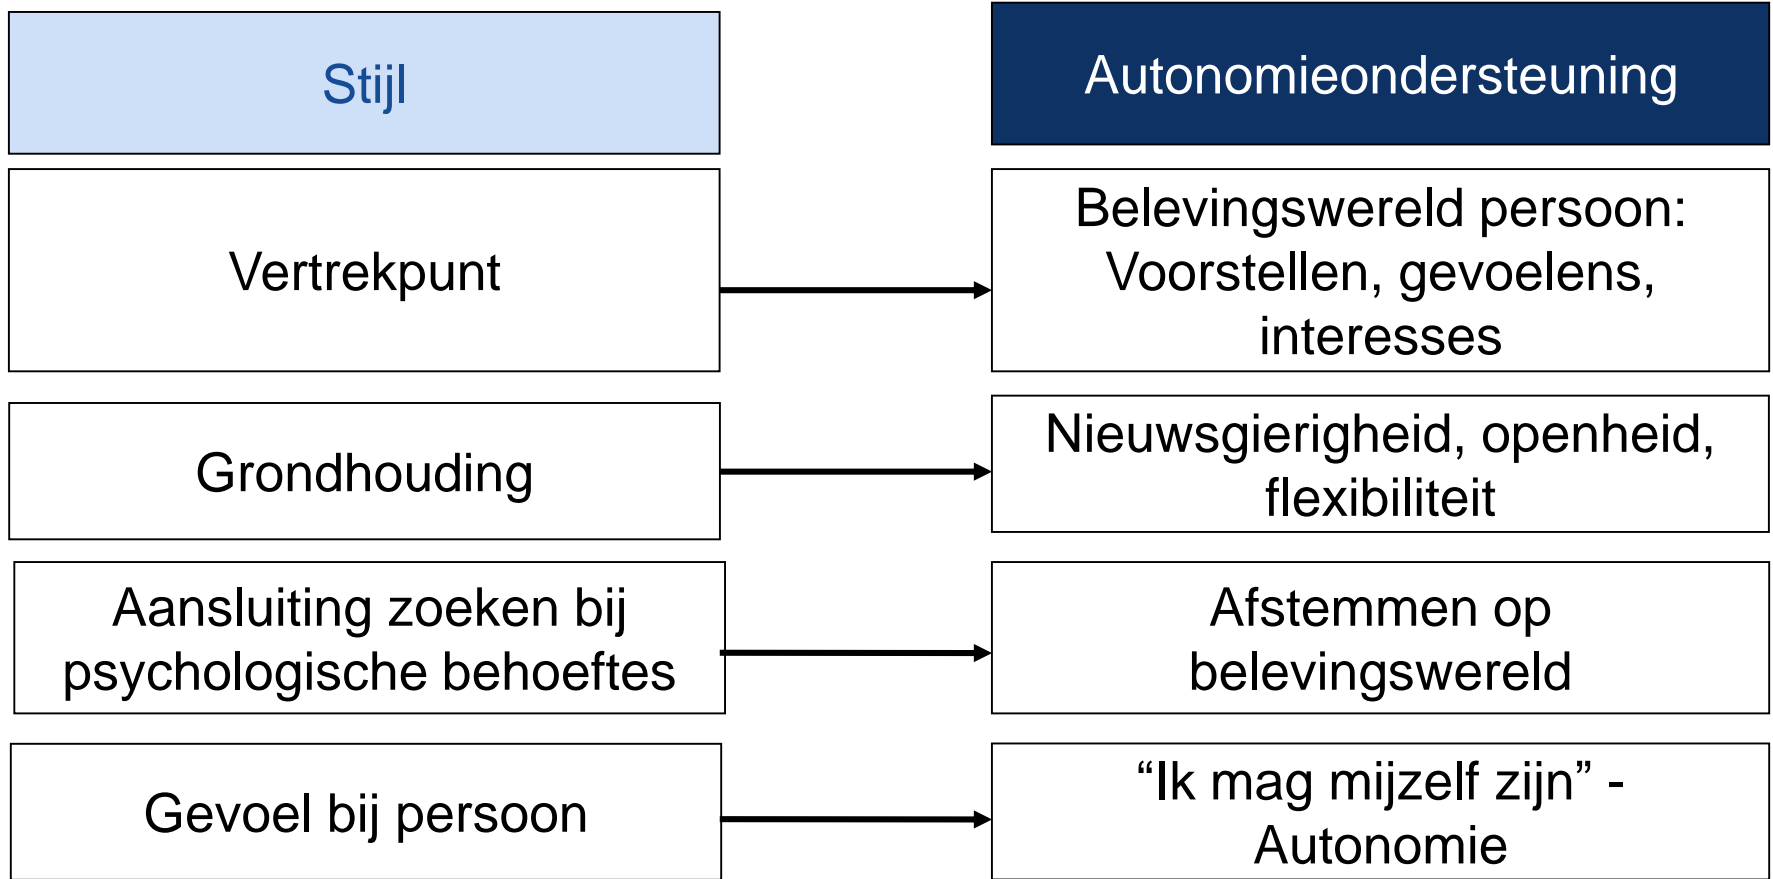 Stijl
Autonomieondersteuning
Vertrekpunt
Belevingswereld persoon:
Voorstellen, gevoelens,
interesses
Grondhouding
Nieuwsgierigheid, openheid,
flexibiliteit
Aansluiting zoeken bij
psychologische behoeftes
Afstemmen op
belevingswereld
Gevoel bij persoon
“Ik mag mijzelf zijn” -
Autonomie